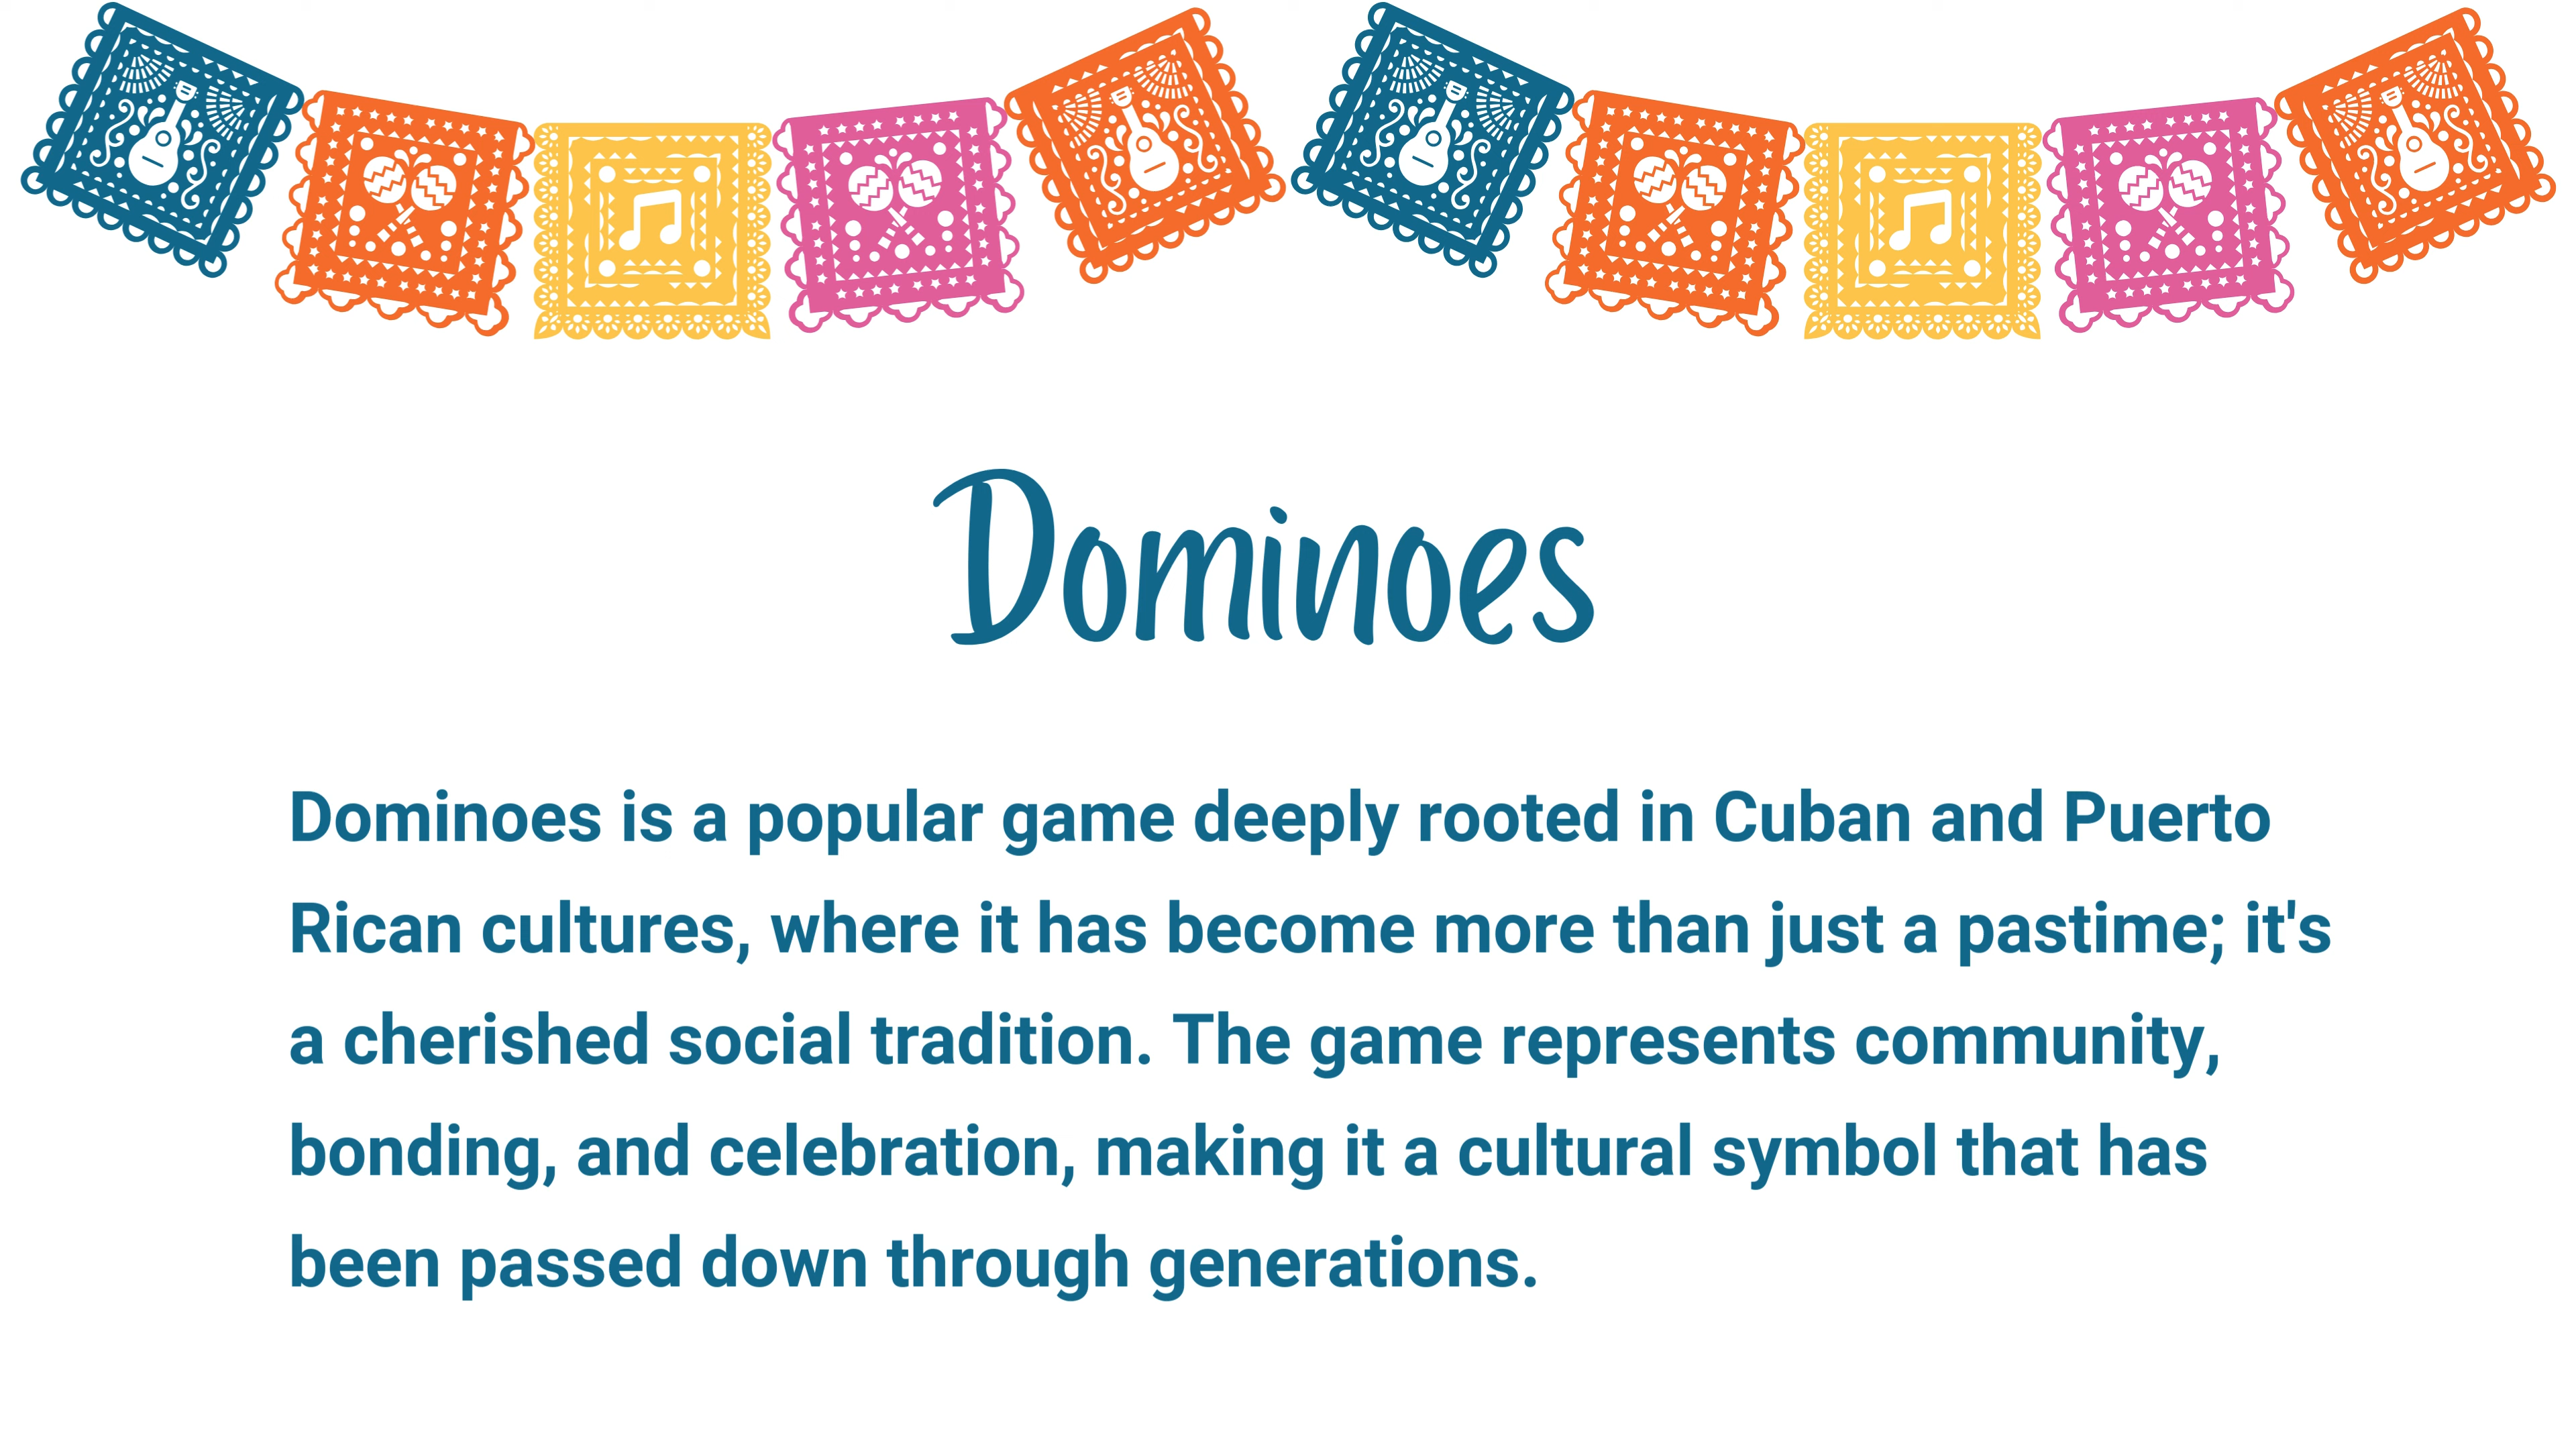 Dominoes
Dominoes is a popular game deeply rooted in Cuban and Puerto
Rican cultures, where it has become more than just a pastime; it's
a cherished social tradition. The game represents community,
bonding, and celebration, making it a cultural symbol that has
been passed down through generations.